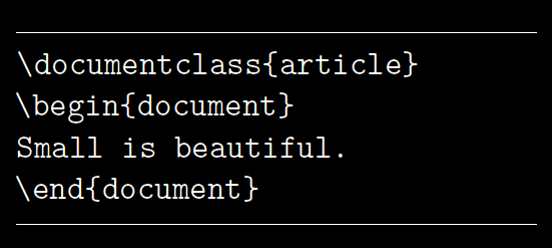 \documentclass{article}
\begin{document}
Small is beautiful.
\end{document}